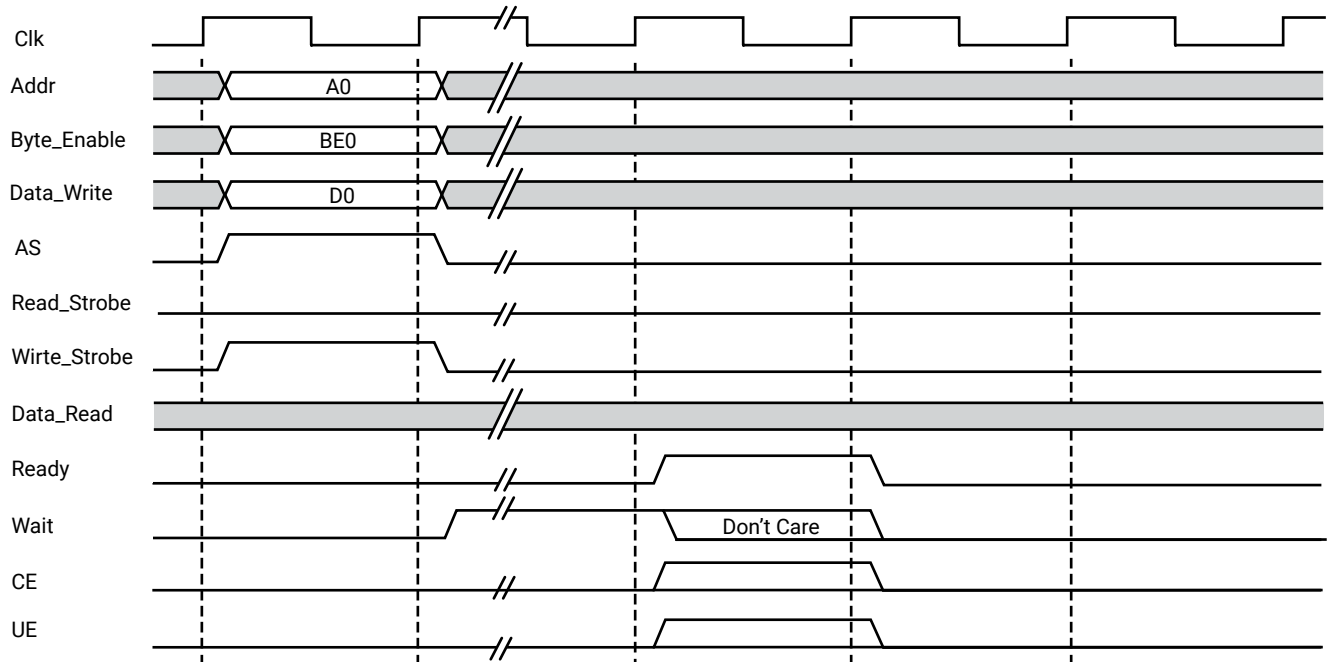 Clk
Addr
A0
Byte_Enable
BE0
Data_Write
D0
AS
Read_Strobe
Wirte_Strobe
Data_Read
Ready
Wait
Don’t Care
CE
UE